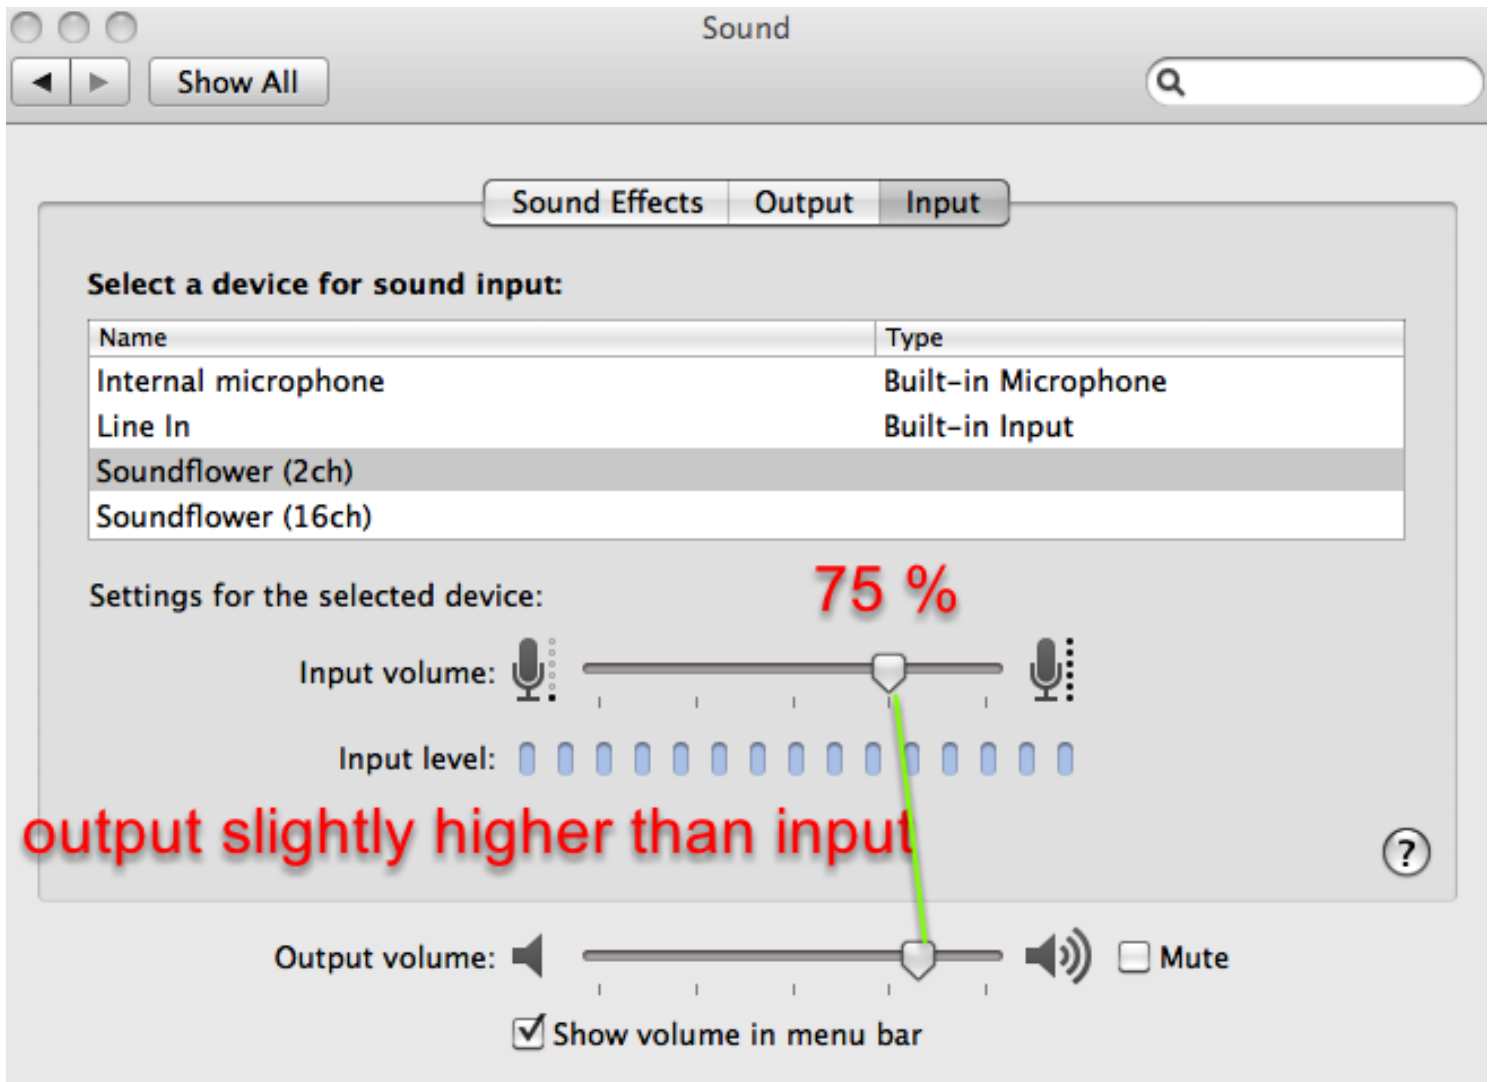 Sound
Show All
Sound Effects Output Input
Select a device for sound input:
Name Type
Internal microphone Built-in Microphone
Line In Built-in Input
Soundflower (2ch)
Soundflower (16ch)
75 %
Settings for the selected device:
Input volume:
Input level:
output slightly higher than input
?
Output volume: Mute
Show volume in menu bar